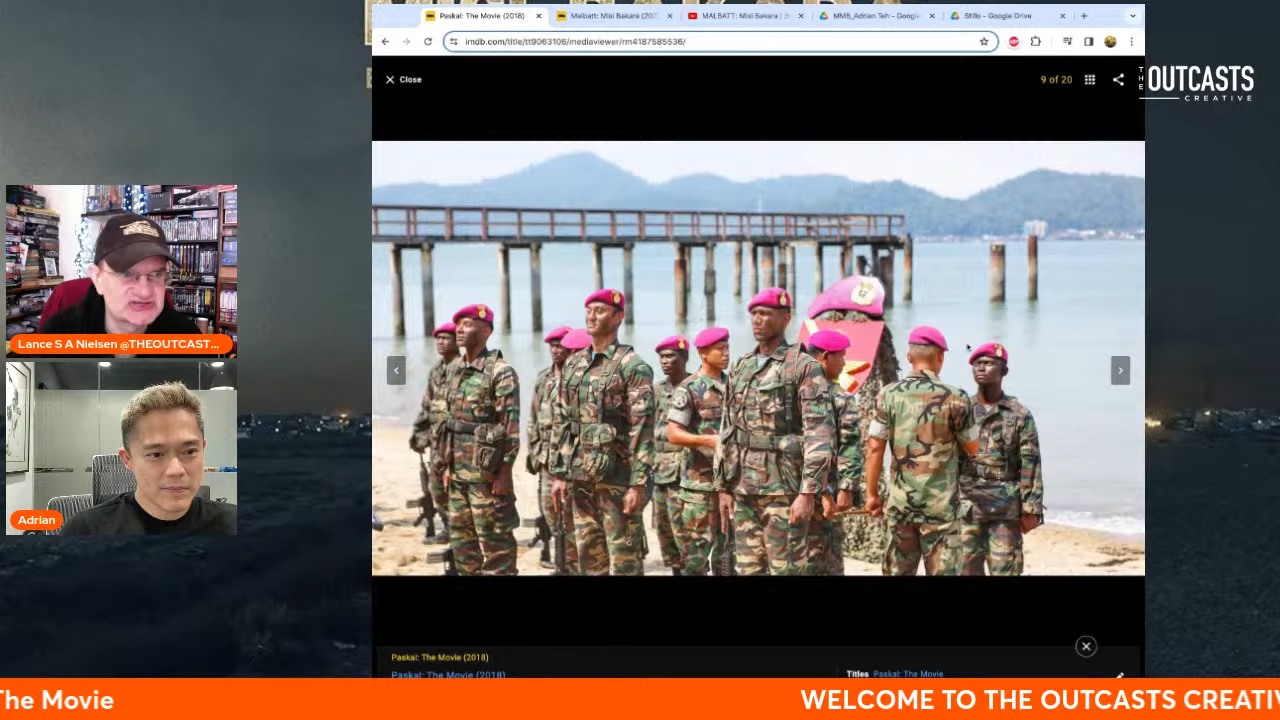 Paskal: The Movie (2018)
Malbatt: Misi Bakara (202
MALBATT: Misi Bakara |
MMB_Adrian Teh - Google
Stills - Google Drive
imdb.com/title/tt9063106/mediaviewer/rm4187585536/
Close
9 of 20
THE
OUTCASTS
CREATIVE
Lance S A Nielsen @THEOUTCAST...
Adrian
Paskal: The Movie (2018)
Paskal: The Movie (2018)
Titles Paskal: The Movie
The Movie
WELCOME TO THE OUTCASTS CREATIV